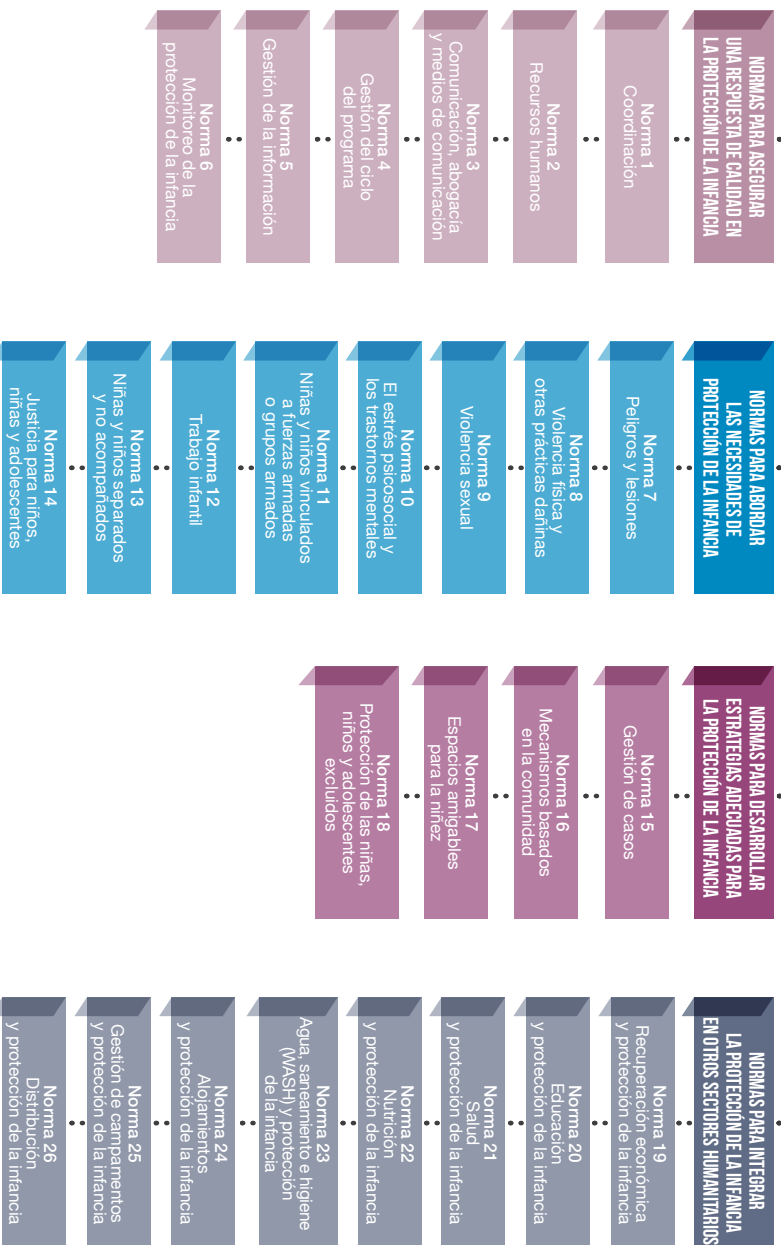 NORMAS PARA ASEGURAR
UNA RESPUESTA DE CALIDAD EN
LA PROTECCIÓN DE LA INFANCIA
Norma 1
Coordinación
Norma 2
Recursos humanos
Norma 3
Comunicación, abogacía
y medios de comunicación
Norma 4
Gestión del ciclo
del programa
Norma 5
Gestión de la información
Norma 6
Monitoreo de la
protección de la infancia
NORMAS PARA ABORDAR
LAS NECESIDADES DE
PROTECCIÓN DE LA INFANCIA
Norma 7
Peligros y lesiones
Norma 8
Violencia física y
otras prácticas dañinas
Norma 9
Violencia sexual
Norma 10
El estrés psicosocial y
los trastornos mentales
Norma 11
Niñas y niños vinculados
a fuerzas armadas
o grupos armados
Norma 12
Trabajo infantil
Norma 13
Niñas y niños separados
y no acompañados
Norma 14
Justicia para niños,
niñas y adolescentes
NORMAS PARA DESARROLLAR
ESTRATEGIAS ADECUADAS PARA
LA PROTECCIÓN DE LA INFANCIA
Norma 15
Gestión de casos
Norma 16
Mecanismos basados
en la comunidad
Norma 17
Espacios amigables
para la niñez
Norma 18
Protección de las niñas,
niños y adolescentes
excluidos
NORMAS PARA INTEGRAR
LA PROTECCIÓN DE LA INFANCIA
EN OTROS SECTORES HUMANITARIOS
Norma 19
Recuperación económica
y protección de la infancia
Norma 20
Educación
y protección de la infancia
Norma 21
Salud
y protección de la infancia
Norma 22
Nutrición
y protección de la infancia
Norma 23
Agua, saneamiento e higiene
(WASH) y protección
de la infancia
Norma 24
Alojamientos
y protección de la infancia
Norma 25
Gestión de campamentos
y protección de la infancia
Norma 26
Distribución
y protección de la infancia